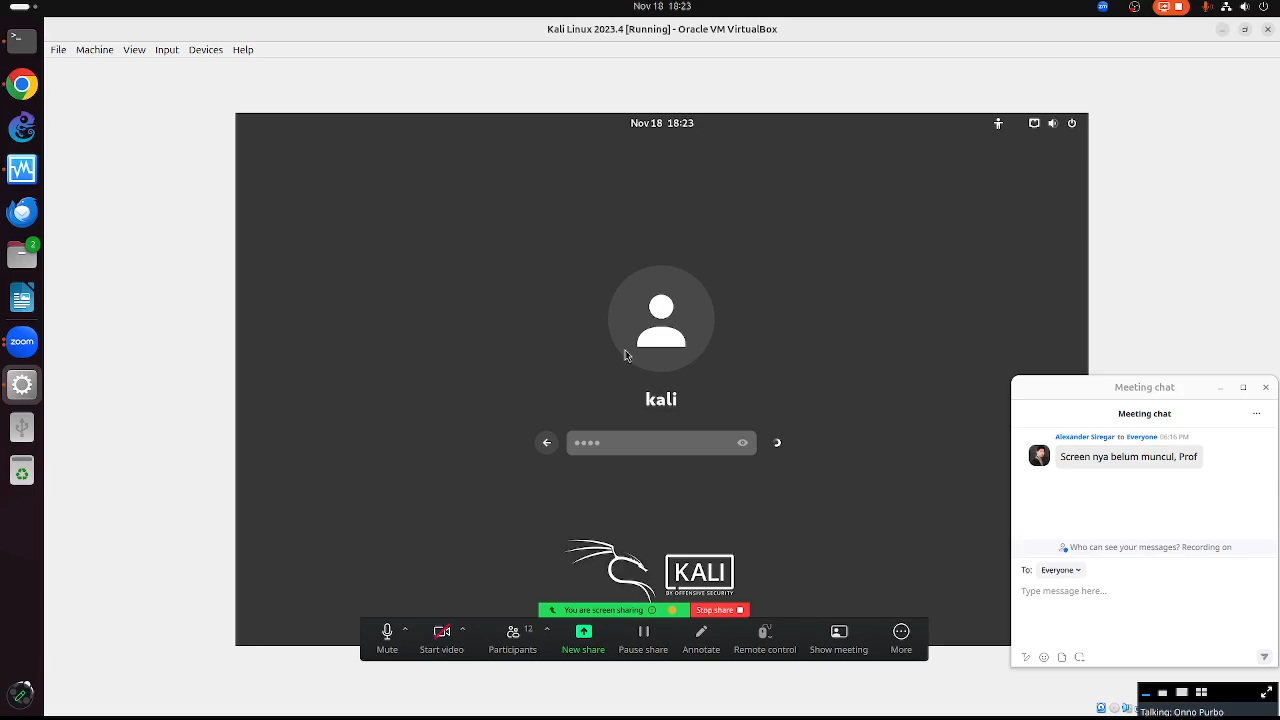 Nov 18 18:23
zm
Kali Linux 2023.4 [Running] - Oracle VM VirtualBox
File Machine View Input Devices Help
Nov 18 18:23
2
zoom
kali
KALI
BY OFFENSIVE SECURITY
You are screen sharing
Stop share
12
Mute
Start video
Participants
New share
Pause share
Annotate
Remote control
Show meeting
More
Meeting chat
Meeting chat
Alexander Siregar to Everyone 06:16 PM
Screen nya belum muncul, Prof
Who can see your messages? Recording on
To: Everyone
Type message here...
Talking: Onno Purbo